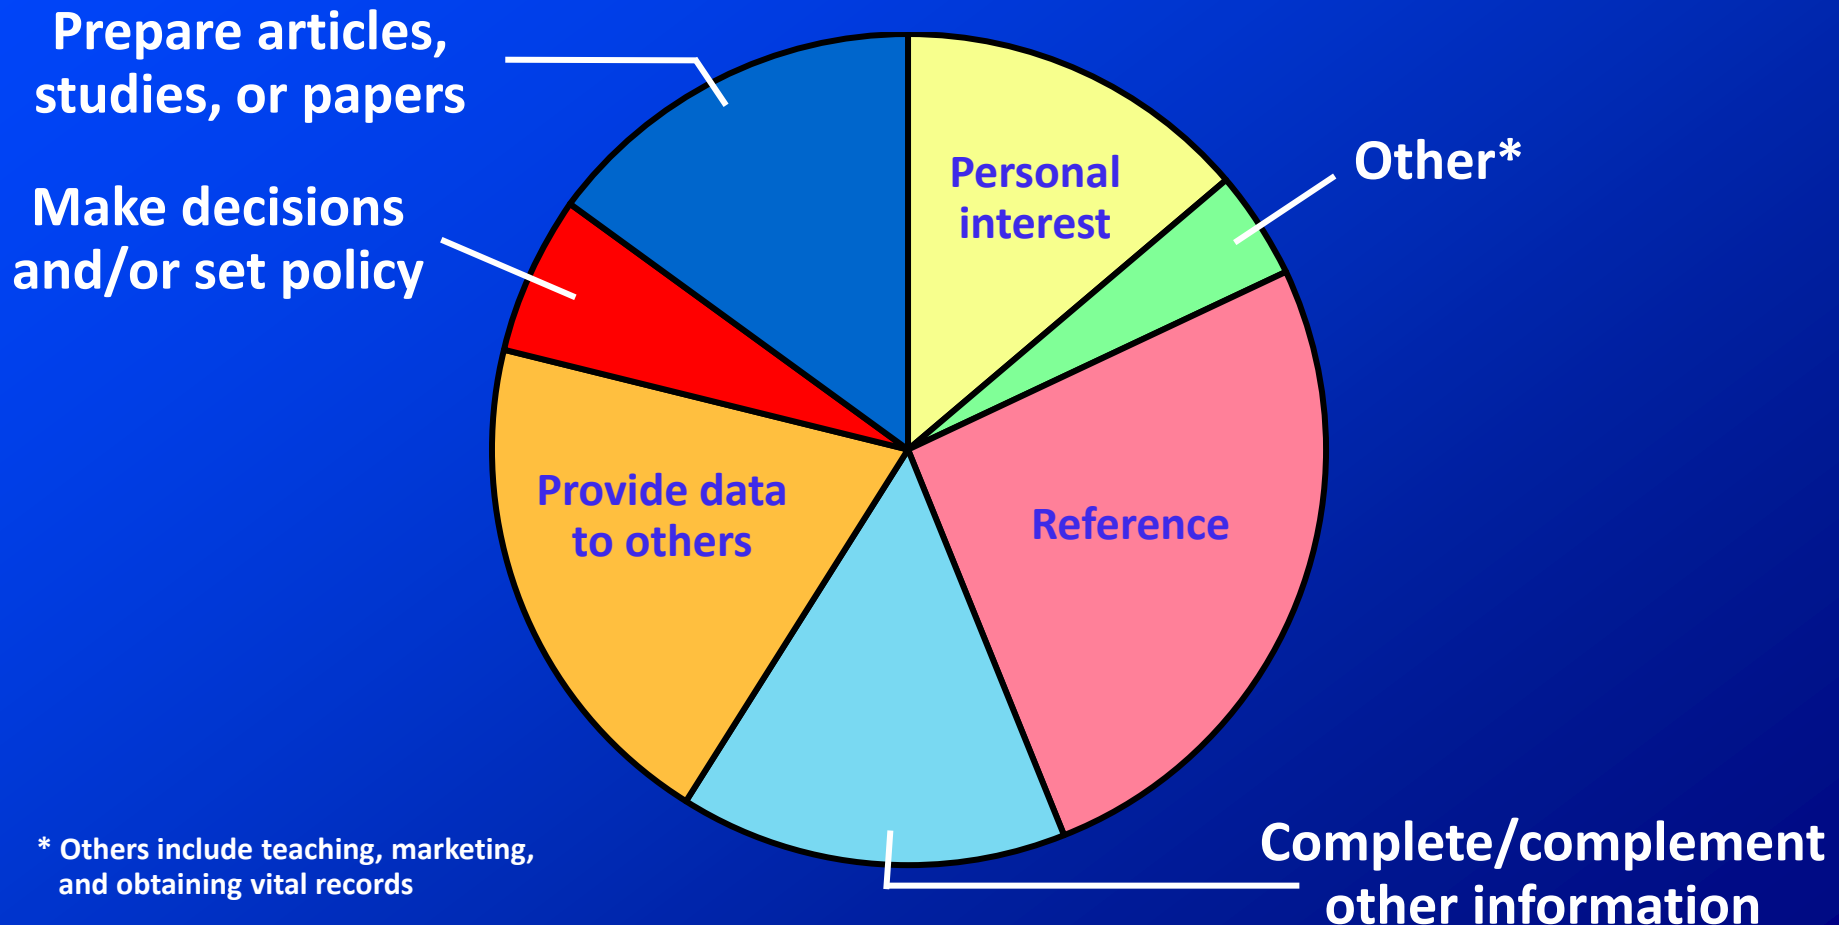 Prepare articles,
studies, or papers
Make decisions
and/or set policy
Personal
interest
Other*
Provide data
to others
Reference
Complete/complement
other information
* Others include teaching, marketing,
and obtaining vital records